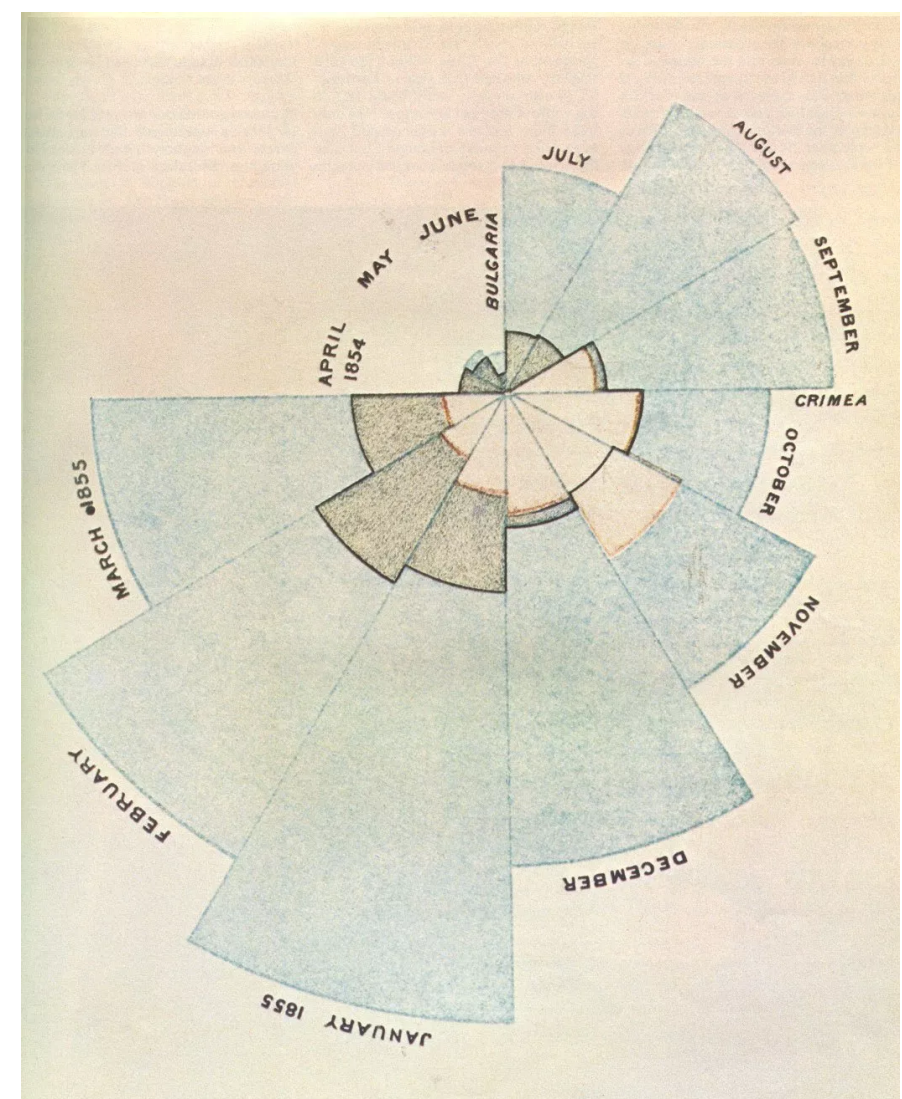 APRIL
1854
MAY
JUNE
BULGARIA
JULY
AUGUST
SEPTEMBER
CRIMEA
OCTOBER
NOVEMBER
DECEMBER
JANUARY 1855
FEBRUARY
MARCH •1855